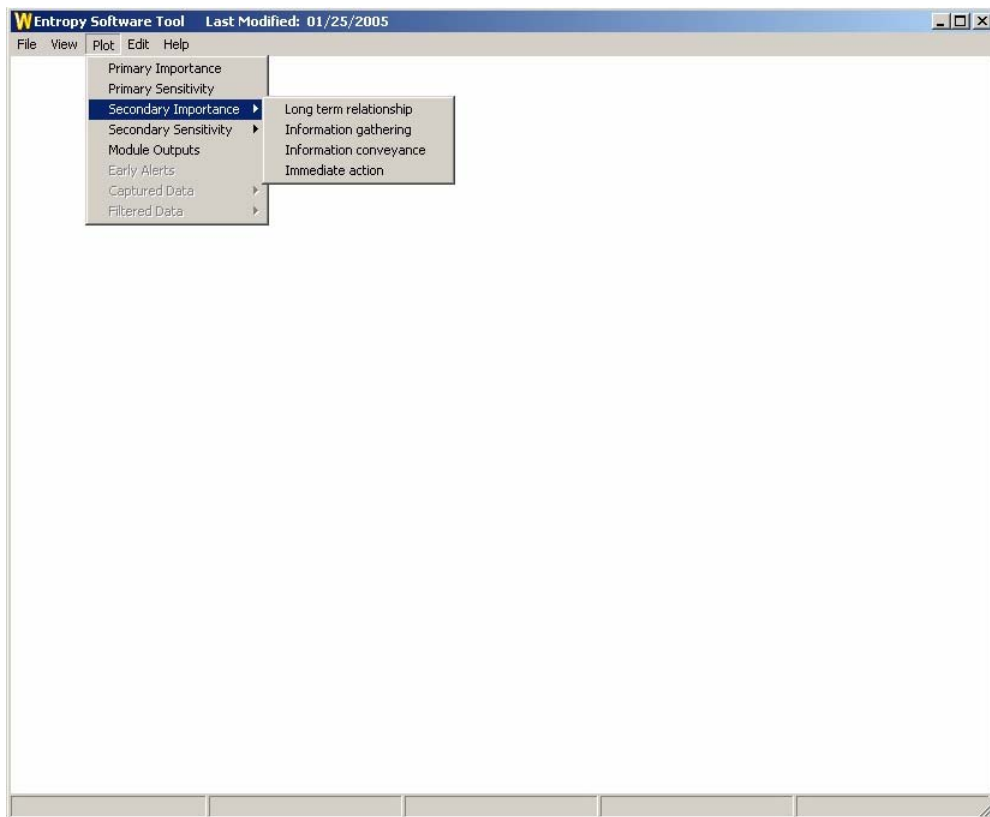 W Entropy Software Tool Last Modified: 01/25/2005
File View Plot Edit Help
Primary Importance
Primary Sensitivity
Secondary Importance
Secondary Sensitivity
Module Outputs
Early Alerts
Captured Data
Filtered Data
Long term relationship
Information gathering
Information conveyance
Immediate action